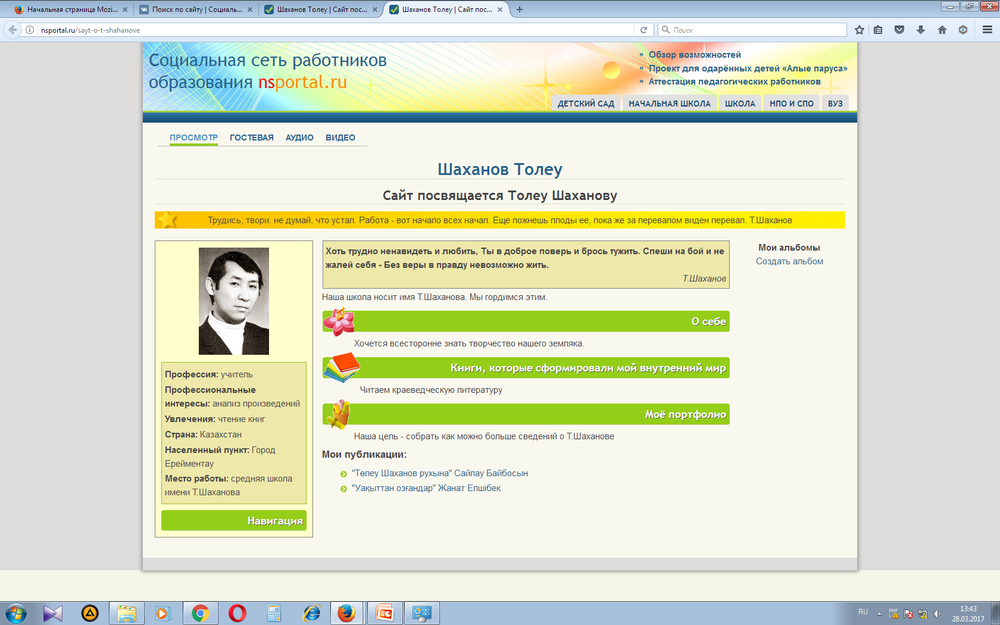 Начальная страница Mozi...
Поиск по сайту | Социаль...
Шаханов Толеу | Сайт пос...
Шаханов Толеу | Сайт пос...
nsportal.ru/sayt-o-t-shahanove
Поиск
Социальная сеть работников
образования nsportal.ru
» Обзор возможностей
» Проект для одарённых детей «Алые паруса»
» Аттестация педагогических работников
ДЕТСКИЙ САД НАЧАЛЬНАЯ ШКОЛА ШКОЛА НПО И СПО ВУЗ
ПРОСМОТР ГОСТЕВАЯ АУДИО ВИДЕО
Шаханов Толеу
Сайт посвящается Толеу Шаханову
Трудись, твори. не думай, что устал. Работа - вот начало всех начал. Еще пожнешь плоды ее, пока же за перевалом виден перевал. Т.Шаханов
Профессия: учитель
Профессиональные
интересы: анализ произведений
Увлечения: чтение книг
Страна: Казахстан
Населенный пункт: Город
Ерейментау
Место работы: средняя школа
имени Т.Шаханова
Навигация
Хоть трудно ненавидеть и любить, Ты в доброе поверь и брось тужить. Спеши на бой и не
жалей себя - Без веры в правду невозможно жить.
Т.Шаханов
Наша школа носит имя Т.Шаханова. Мы гордимся этим.
О себе
Хочется всесторонне знать творчество нашего земляка.
Книги, которые сформировали мой внутренний мир
Читаем краеведческую литературу
Моё портфолио
Наша цель - собрать как можно больше сведений о Т.Шаханове
Мои публикации:
"Төлеу Шаханов рухына" Сайлау Байбосын
"Уақыттан озғандар" Жанат Елшібек
Мои альбомы
Создать альбом
RU
13:43
28.03.2017